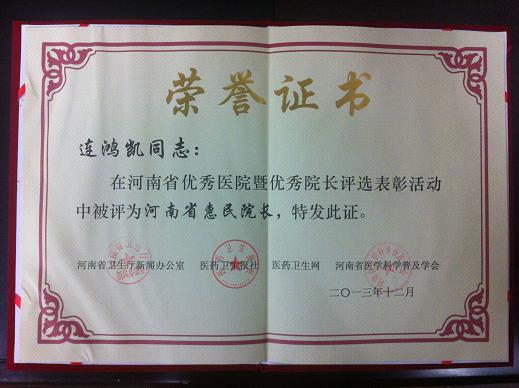 荣誉证书
连鸿凯同志：
在河南省优秀医院暨优秀院长评选表彰活动
中被评为河南省惠民院长，特发此证。
河南省卫生厅新闻办公室 医药卫生报社 医药卫生网 河南省医学科学普及学会
二〇一三年十二月